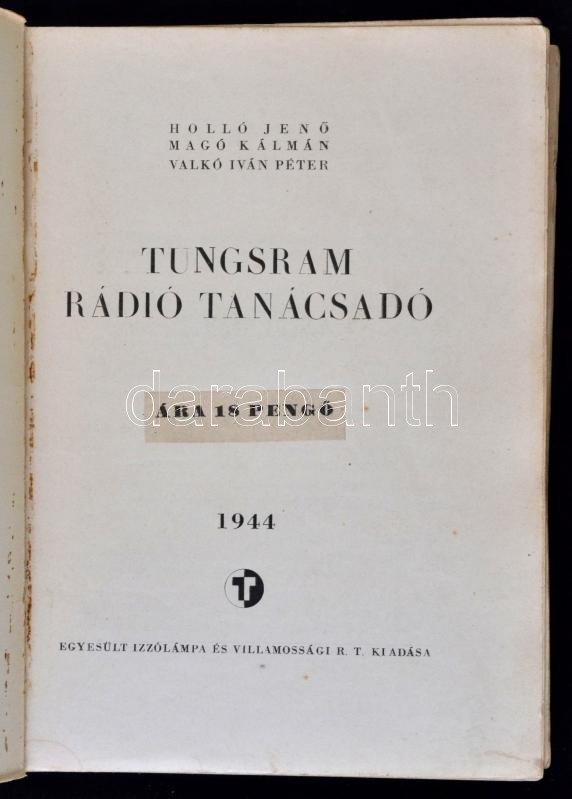 HOLLÓ JENŐ
MAGÓ KÁLMÁN
VALKÓ IVÁN PÉTER
TUNGSRAM
RÁDIÓ TANÁCSADÓ
ÁRA 18 PENGŐ
darabanth
1944
T
EGYESÜLT IZZÓLÁMPA ÉS VILLAMOSSÁGI R. T. KIADÁSA